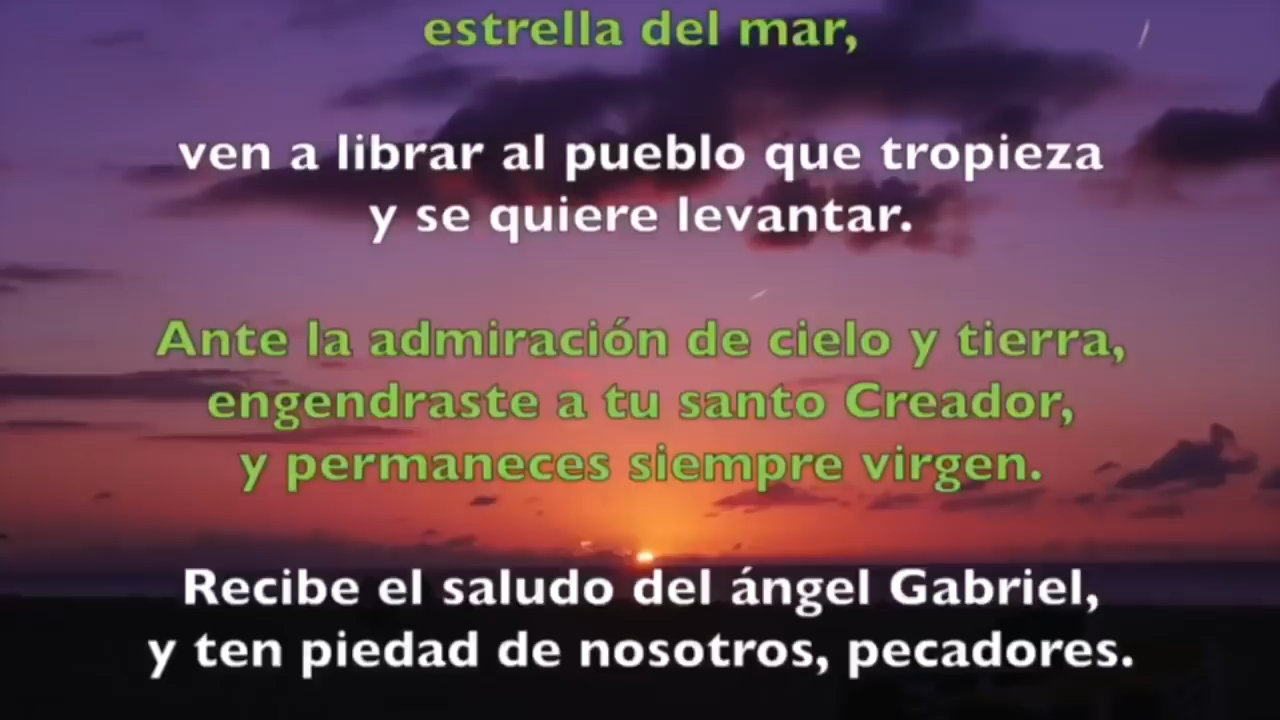 estrella del mar,
ven a librar al pueblo que tropieza
y se quiere levantar.
Ante la admiración de cielo y tierra,
engendraste a tu santo Creador,
y permaneces siempre virgen.
Recibe el saludo del ángel Gabriel,
y ten piedad de nosotros, pecadores.